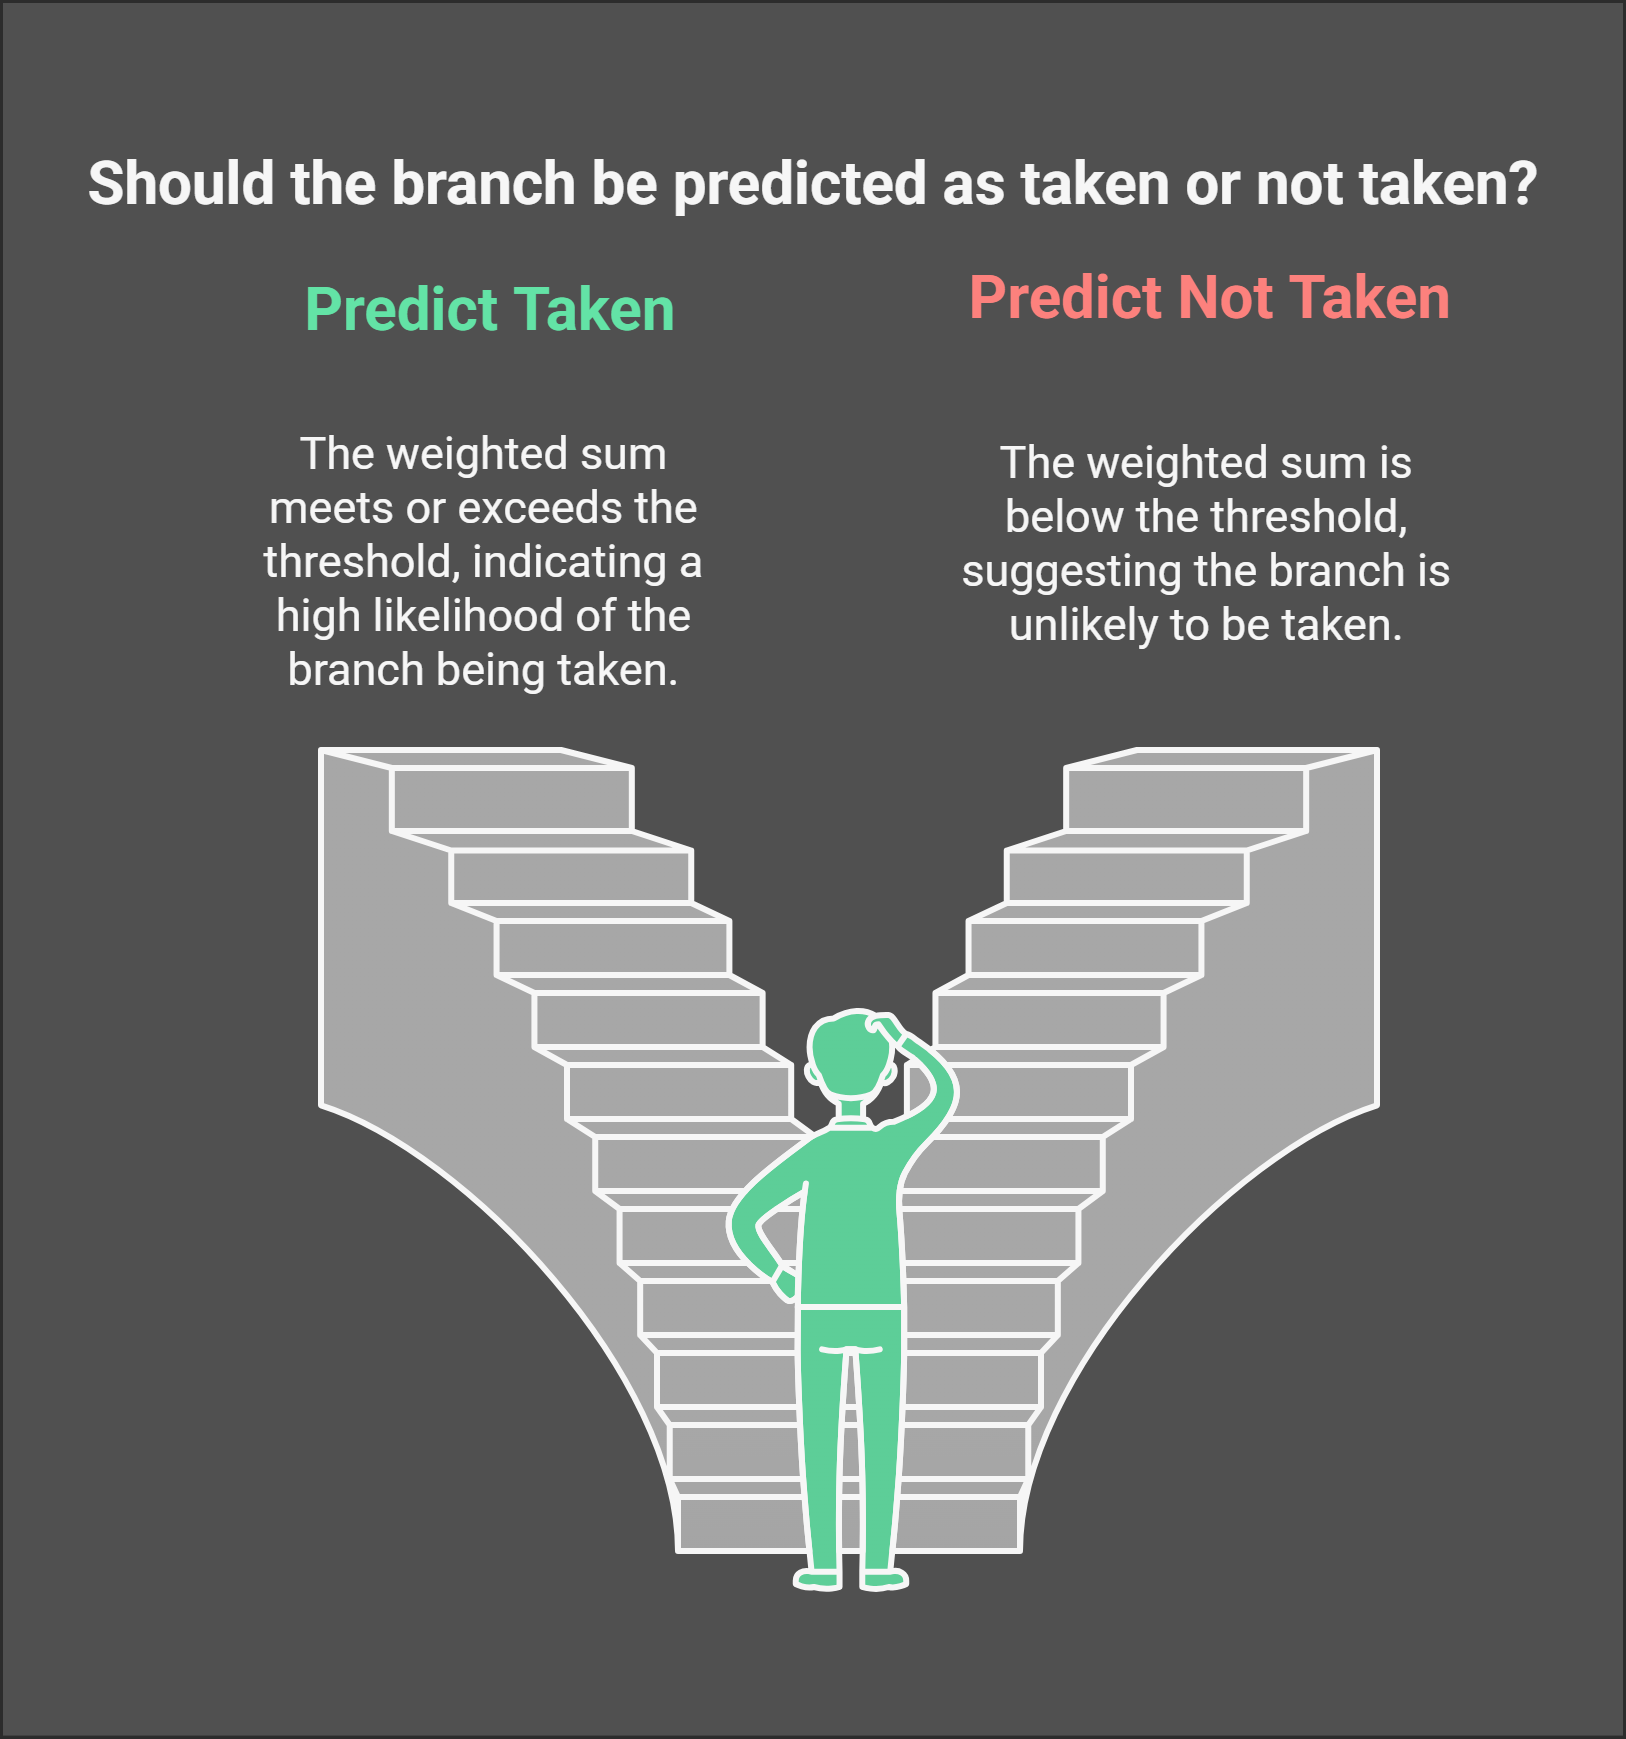 Should the branch be predicted as taken or not taken?
Predict Taken
The weighted sum
meets or exceeds the
threshold, indicating a
high likelihood of the
branch being taken.
Predict Not Taken
The weighted sum is
below the threshold,
suggesting the branch is
unlikely to be taken.